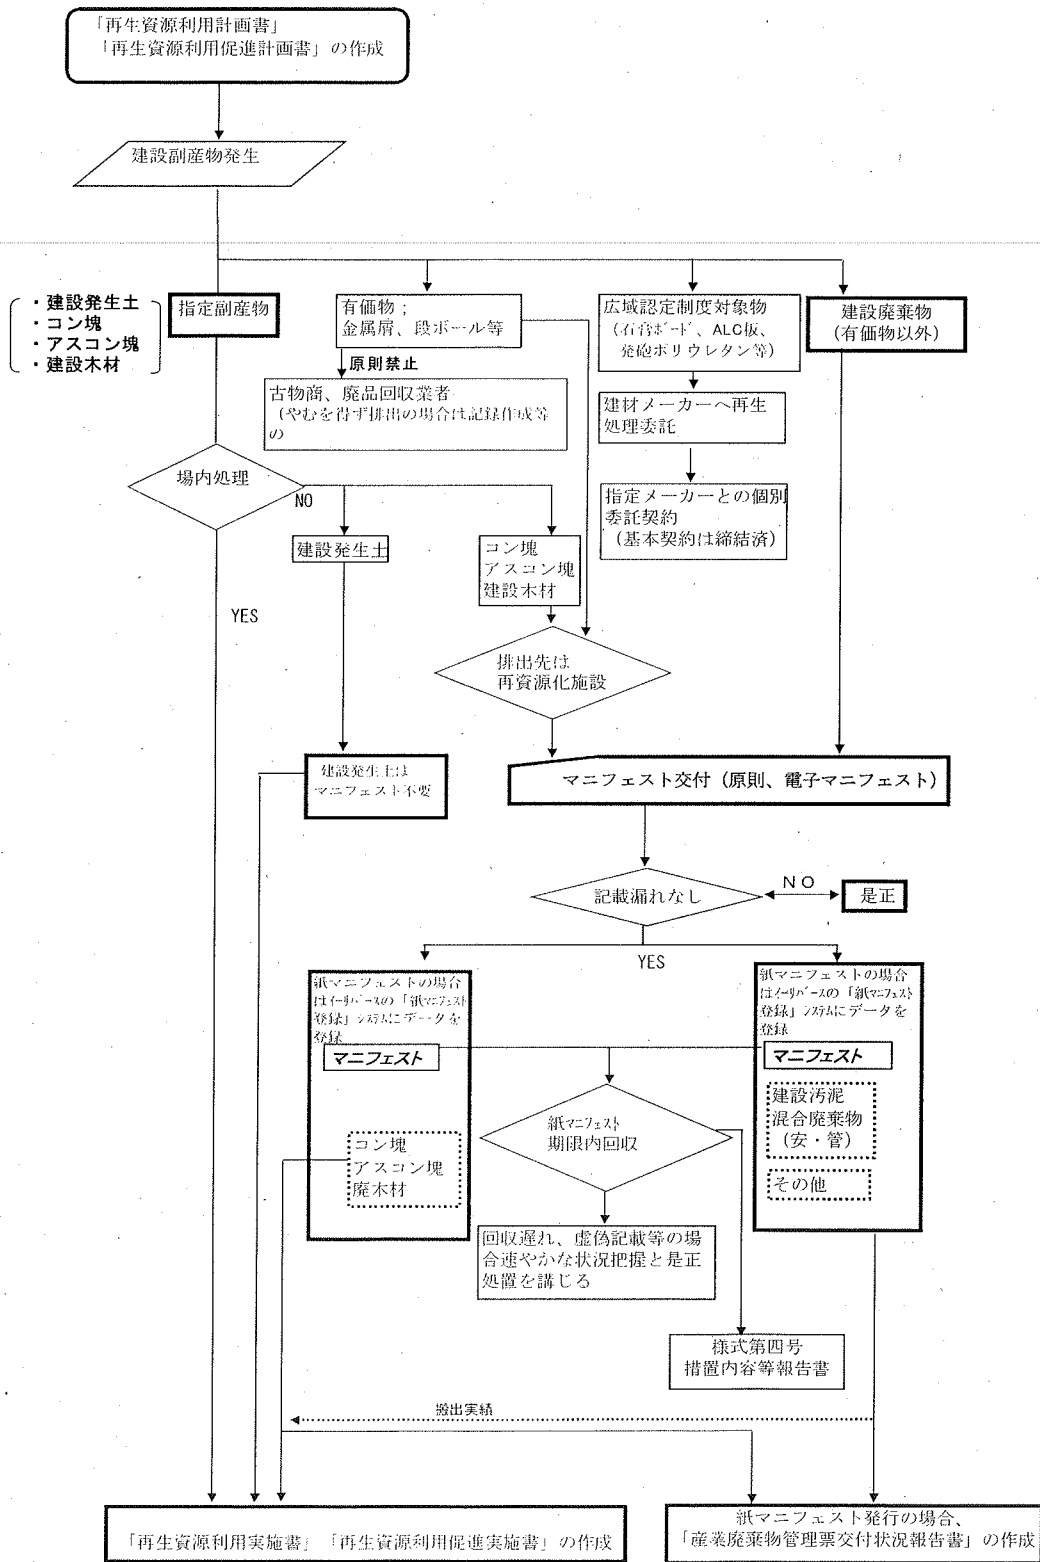 「再生資源利用計画書」
「再生資源利用促進計画書」の作成
建設副産物発生
・建設発生土
・コン塊
・アスコン塊
・建設木材
指定副産物
有価物；
金属屑、段ボール等
広域認定制度対象物
（石膏ボード、ALC板、
発砲ポリウレタン等）
建設廃棄物
（有価物以外）
原則禁止
古物商、廃品回収業者
（やむを得ず排出の場合は記録作成等
の
建材メーカーへ再生
処理委託
場内処理
NO
指定メーカーとの個別
委託契約
（基本契約は締結済）
建設発生土
コン塊
アスコン塊
建設木材
YES
排出先は
再資源化施設
建設発生土は
マニフェスト不要
マニフェスト交付（原則、電子マニフェスト）
記載漏れなし
NO
是正
YES
紙マニフェストの場合
はイーリバースの「紙マニフェスト
登録」システムにデータを
登録
マニフェスト
コン塊
アスコン塊
廃木材
紙マニフェスト
期限内回収
紙マニフェストの場合
はイーリバースの「紙マニフェスト
登録」システムにデータを
登録
マニフェスト
建設汚泥
混合廃棄物
（安・管）
その他
回収遅れ、虚偽記載等の場
合速やかな状況把握と是正
処置を講じる
様式第四号
措置内容等報告書
搬出実績
「再生資源利用実施書」「再生資源利用促進実施書」の作成
紙マニフェスト発行の場合、
「産業廃棄物管理票交付状況報告書」の作成